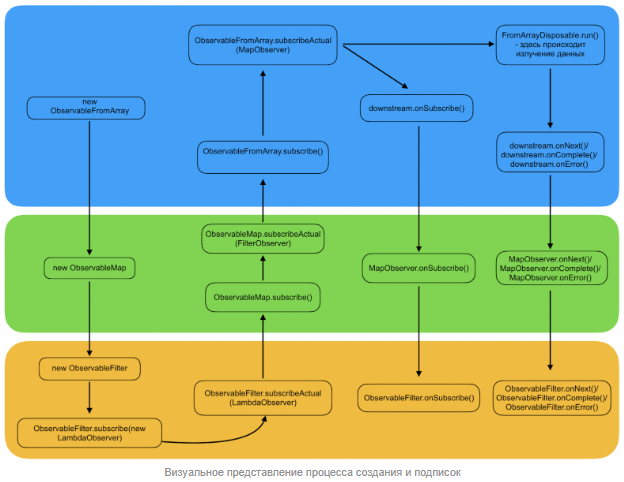 ObservableFromArray.subscribeActual
(MapObserver)
FromArrayDisposable.run()
- здесь происходит
излучение данных
new
ObservableFromArray
downstream.onSubscribe()
ObservableFromArray.subscribe()
downstream.onNext()/
downstream.onComplete()/
downstream.onError()
ObservableMap.subscribeActual
(FilterObserver)
new ObservableMap
MapObserver.onSubscribe()
MapObserver.onNext()/
MapObserver.onComplete()/
MapObserver.onError()
ObservableMap.subscribe()
new ObservableFilter
ObservableFilter.subscribeActual
(LambdaObserver)
ObservableFilter.onSubscribe()
ObservableFilter.onNext()/
ObservableFilter.onComplete()/
ObservableFilter.onError()
ObservableFilter.subscribe(new
LambdaObserver)
Визуальное представление процесса создания и подписок